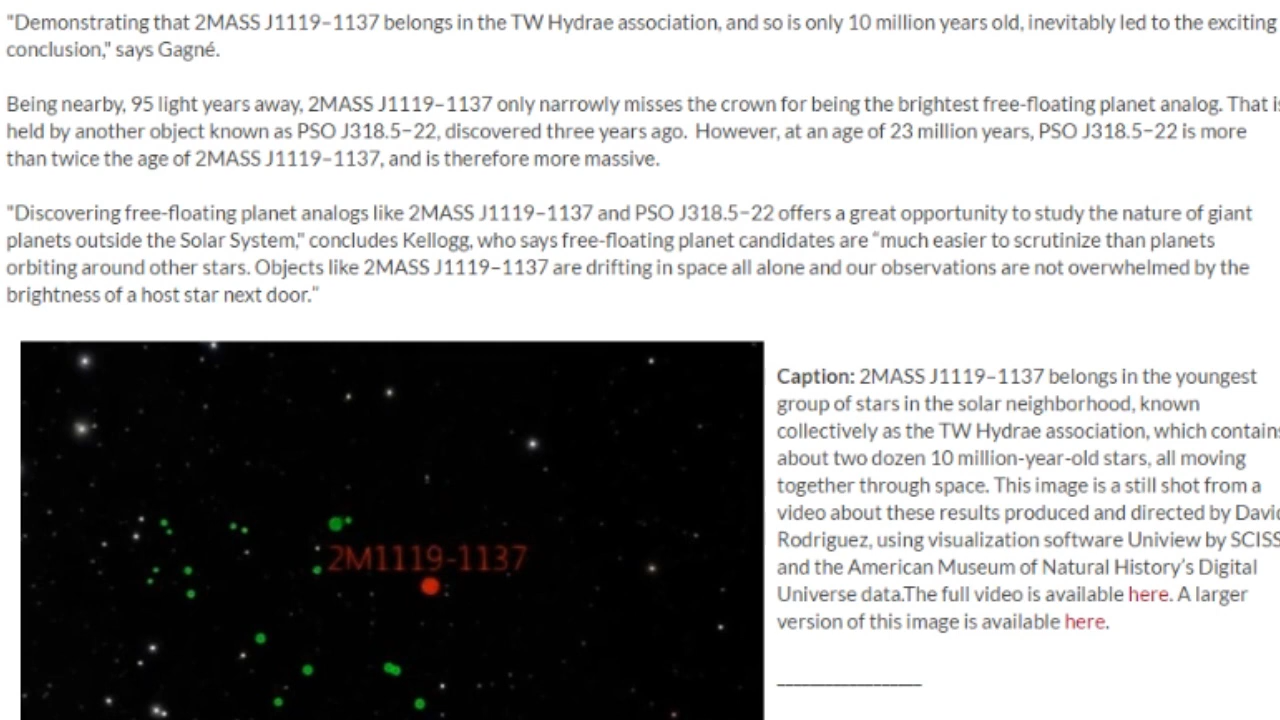 "Demonstrating that 2MASS J1119–1137 belongs in the TW Hydrae association, and so is only 10 million years old, inevitably led to the exciting
conclusion," says Gagné.
Being nearby, 95 light years away, 2MASS J1119–1137 only narrowly misses the crown for being the brightest free-floating planet analog. That is
held by another object known as PSO J318.5−22, discovered three years ago. However, at an age of 23 million years, PSO J318.5−22 is more
than twice the age of 2MASS J1119–1137, and is therefore more massive.
"Discovering free-floating planet analogs like 2MASS J1119–1137 and PSO J318.5−22 offers a great opportunity to study the nature of giant
planets outside the Solar System," concludes Kellogg, who says free-floating planet candidates are “much easier to scrutinize than planets
orbiting around other stars. Objects like 2MASS J1119–1137 are drifting in space all alone and our observations are not overwhelmed by the
brightness of a host star next door."
2M1119-1137
Caption: 2MASS J1119–1137 belongs in the youngest
group of stars in the solar neighborhood, known
collectively as the TW Hydrae association, which contains
about two dozen 10 million-year-old stars, all moving
together through space. This image is a still shot from a
video about these results produced and directed by David
Rodriguez, using visualization software Uniview by SCISS
and the American Museum of Natural History’s Digital
Universe data.The full video is available here. A larger
version of this image is available here.